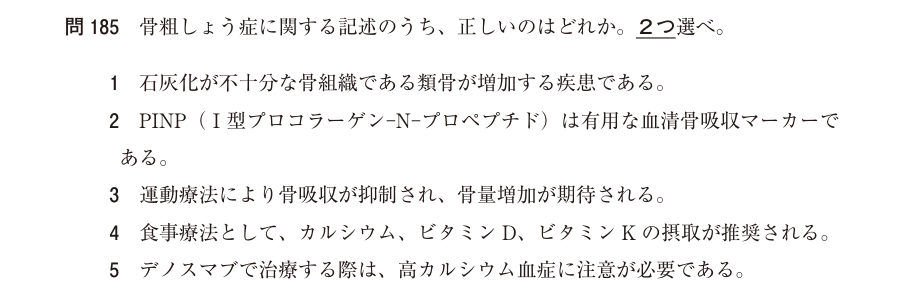 問 185 骨粗しょう症に関する記述のうち、正しいのはどれか。２つ選べ。
1 石灰化が不十分な骨組織である類骨が増加する疾患である。
2 PINP（Ⅰ型プロコラーゲン-N-プロペプチド）は有用な血清骨吸収マーカーで
ある。
3 運動療法により骨吸収が抑制され、骨量増加が期待される。
4 食事療法として、カルシウム、ビタミン D、ビタミン K の摂取が推奨される。
5 デノスマブで治療する際は、高カルシウム血症に注意が必要である。